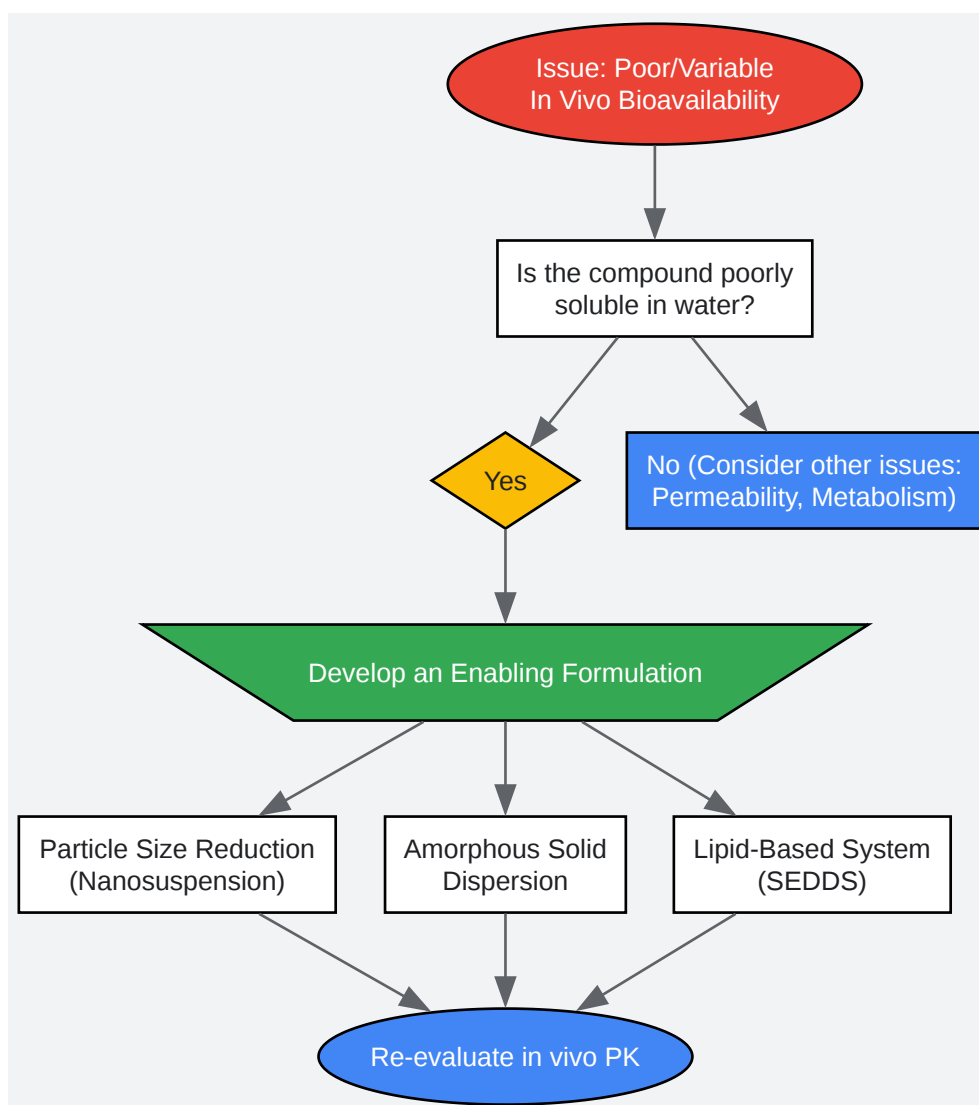 Issue: Poor/Variable
In Vivo Bioavailability
Is the compound poorly
soluble in water?
Yes
No (Consider other issues:
Permeability, Metabolism)
Develop an Enabling Formulation
Particle Size Reduction
(Nanosuspension)
Amorphous Solid
Dispersion
Lipid-Based System
(SEDDS)
Re-evaluate in vivo PK